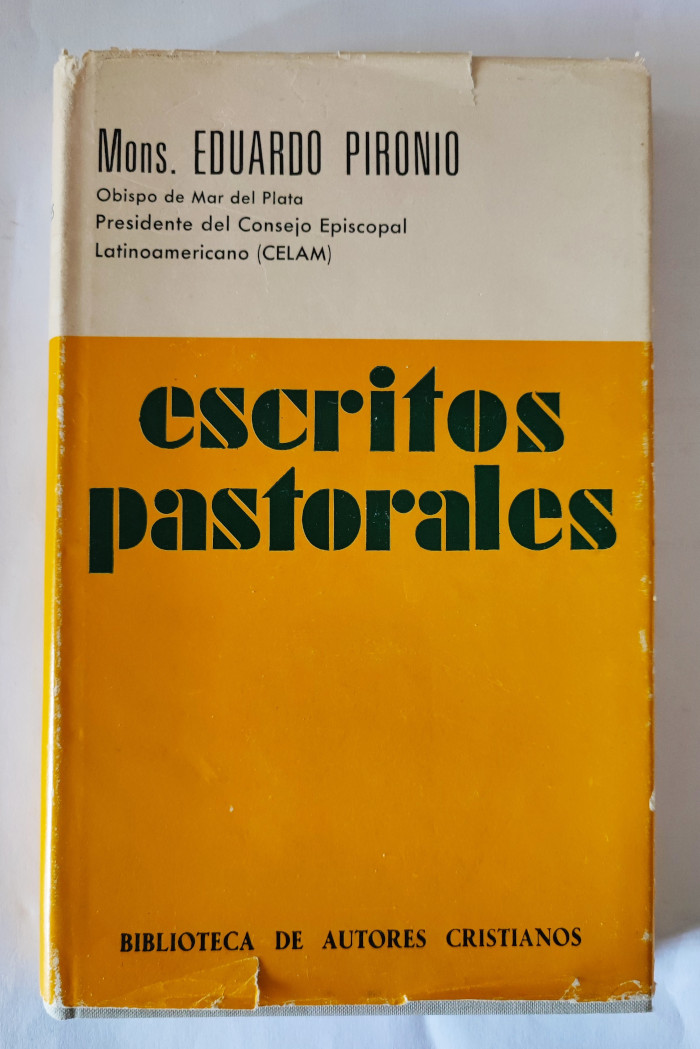 Mons. EDUARDO PIRONIO
Obispo de Mar del Plata
Presidente del Consejo Episcopal
Latinoamericano (CELAM)
escritos
pastorales
BIBLIOTECA DE AUTORES CRISTIANOS